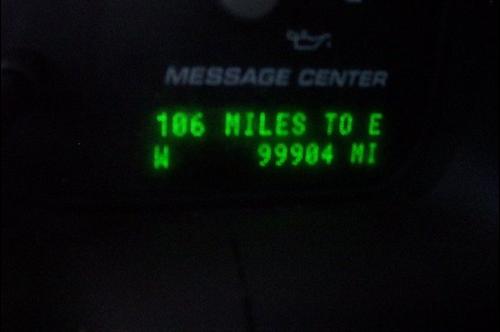 MESSAGE CENTER
106 MILES TO E
W 99904 MI